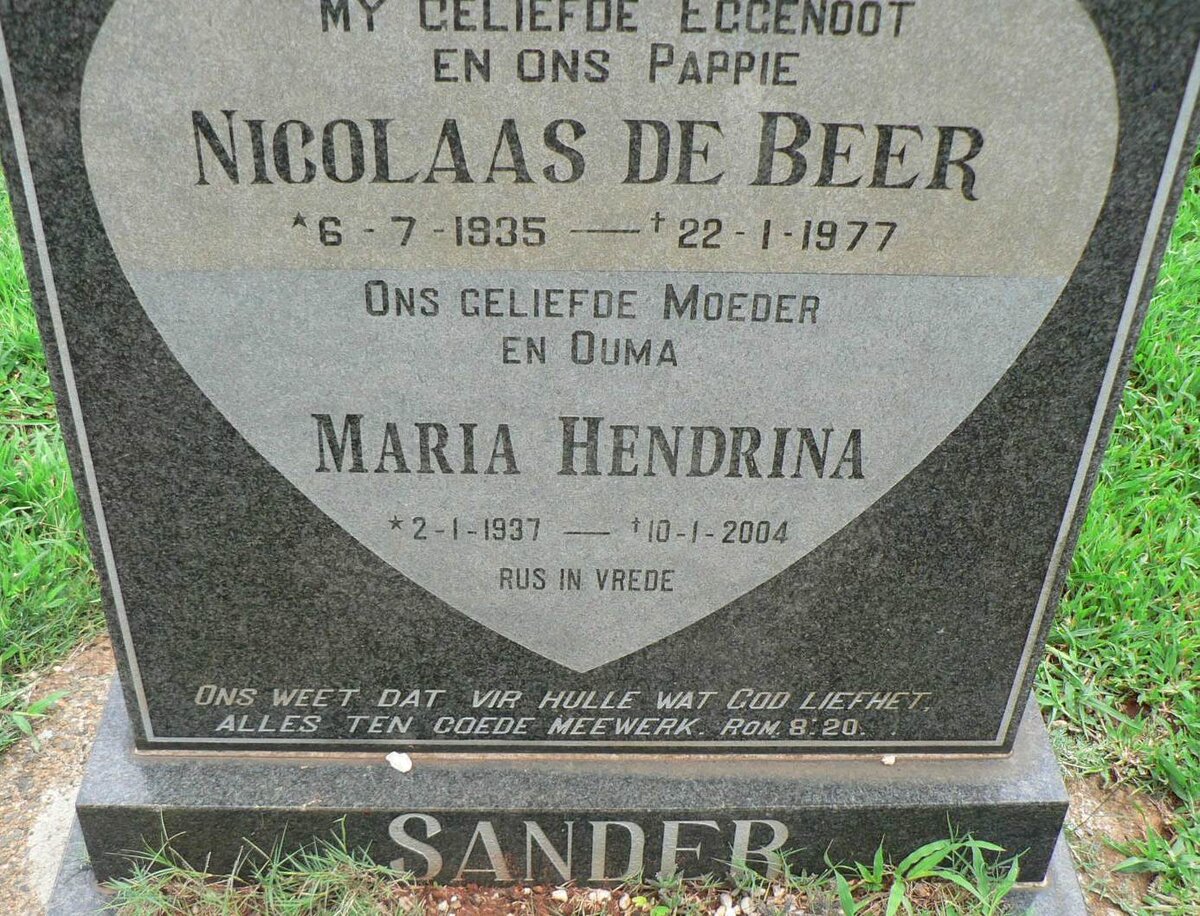 MY GELIEFDE EGGENOOT
EN ONS PAPPIE
NICOLAAS DE BEER
*6-7-1935 — †22-1-1977
ONS GELIEFDE MOEDER
EN OUMA
MARIA HENDRINA
*2-1-1937 — †10-1-2004
RUS IN VREDE
ONS WEET DAT VIR HULLE WAT GOD LIEFHET,
ALLES TEN GOEDE MEEWERK. ROM. 8:20.
SANDER